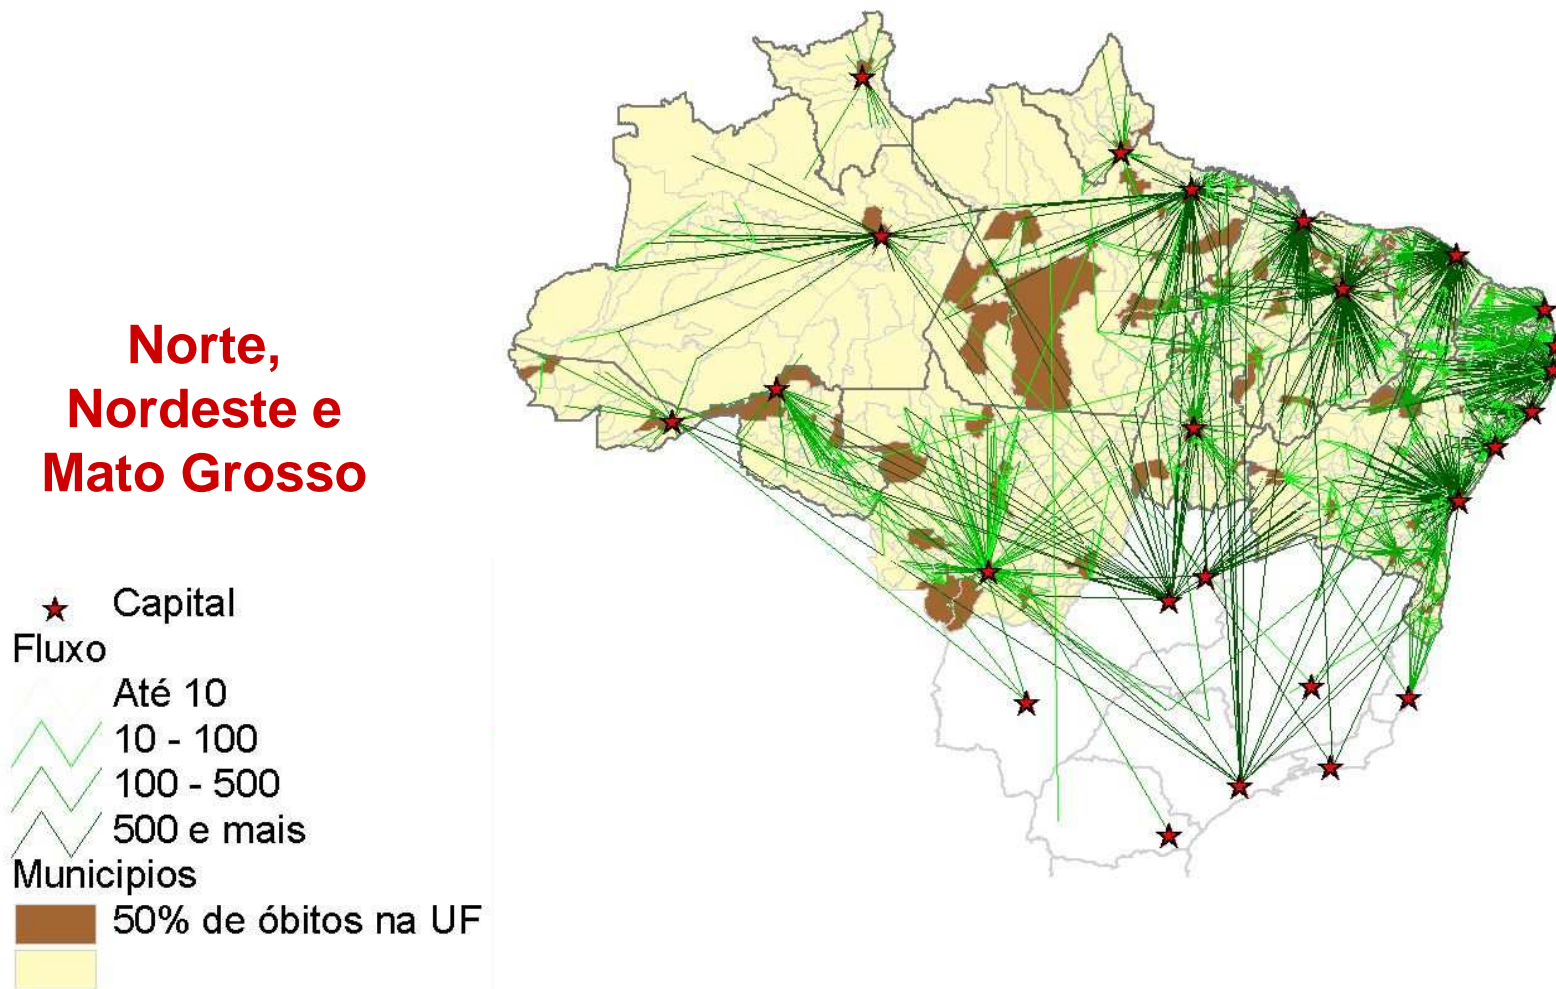 Norte,
Nordeste e
Mato Grosso
Capital
Fluxo
Até 10
10 - 100
100 - 500
500 e mais
Municipios
50% de óbitos na UF